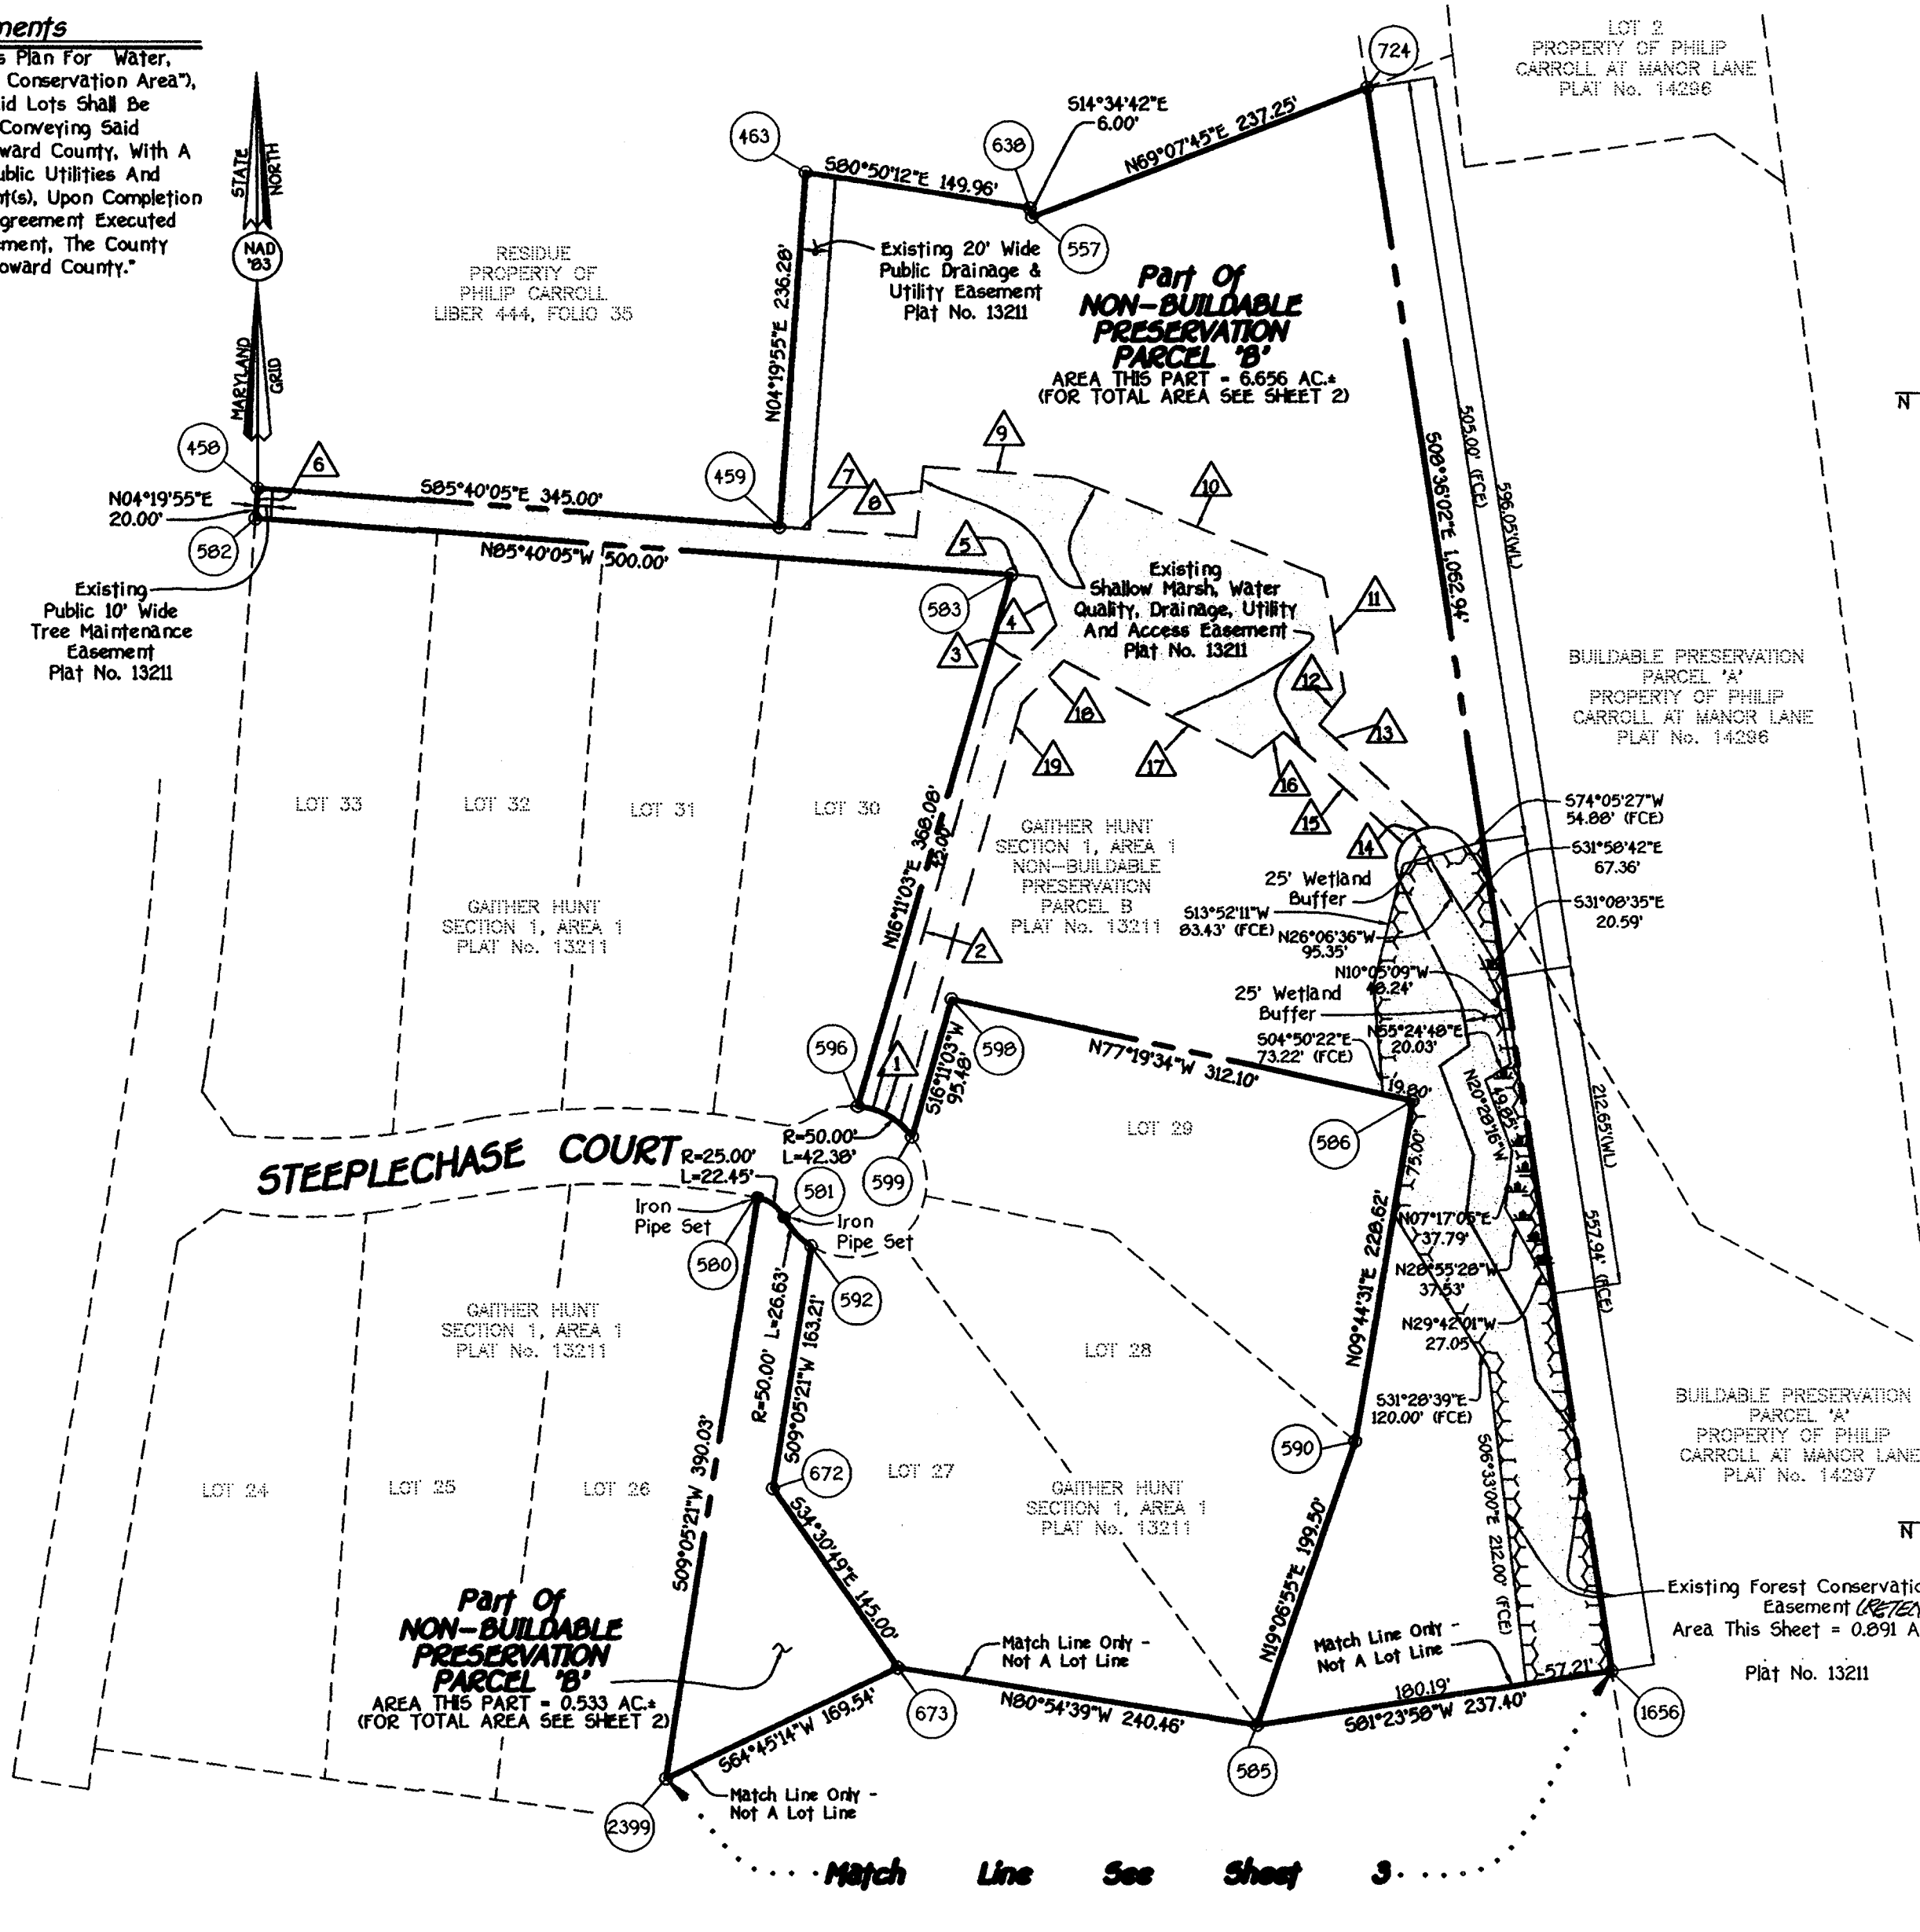 ments
s Plan For Water,
Conservation Area"),
id Lots Shall Be
Conveying Said
ward County, With A
ublic Utilities And
nt(s), Upon Completion
greement Executed
ement, The County
oward County."
STATE
NORTH
NAD
'83
MARYLAND
GRID
LOT 2
PROPERTY OF PHILIP
CARROLL AT MANOR LANE
PLAT No. 14296
724
463
638
S14°34'42"E
6.00'
N69°07'45"E 237.25'
S80°50'12"E 149.96'
557
RESIDUE
PROPERTY OF
PHILIP CARROLL
LIBER 444, FOLIO 35
Existing 20' Wide
Public Drainage &
Utility Easement
Plat No. 13211
N04°19'55"E 236.28'
Part Of
NON-BUILDABLE
PRESERVATION
PARCEL 'B'
AREA THIS PART = 6.656 AC.±
(FOR TOTAL AREA SEE SHEET 2)
N
505.00' (FCE)
596.05'(WL)
S08°36'02"E 1,062.94'
458
6
459
7
8
9
10
N04°19'55"E
20.00'
S85°40'05"E 345.00'
582
N85°40'05"W 500.00'
5
583
4
3
11
12
13
Existing
Public 10' Wide
Tree Maintenance
Easement
Plat No. 13211
Existing
Shallow Marsh, Water
Quality, Drainage, Utility
And Access Easement
Plat No. 13211
BUILDABLE PRESERVATION
PARCEL 'A'
PROPERTY OF PHILIP
CARROLL AT MANOR LANE
PLAT No. 14296
18
19
17
16
15
14
LOT 33
LOT 32
LOT 31
LOT 30
N16°11'03"E 368.08'
45.00'
GAITHER HUNT
SECTION 1, AREA 1
NON-BUILDABLE
PRESERVATION
PARCEL B
PLAT No. 13211
S74°05'27"W
54.88' (FCE)
S31°58'42"E
67.36'
S31°08'35"E
20.59'
25' Wetland
Buffer
S13°52'11"W
83.43' (FCE)
N26°06'36"W
95.35'
N10°05'09"W
48.24'
25' Wetland
Buffer
N55°24'48"E
20.03'
S04°50'22"E
73.22' (FCE)
GAITHER HUNT
SECTION 1, AREA 1
PLAT No. 13211
2
596
1
598
S16°11'03"W
95.48'
N77°19'34"W 312.10'
19.80'
N20°28'16"W
49.85'
212.65'(WL)
STEEPLECHASE COURT
R=50.00'
L=42.38'
599
LOT 29
586
75.00'
R=25.00'
L=22.45'
581
Iron
Pipe Set
Iron
Pipe Set
580
592
N07°17'05"E
37.79'
N28°55'28"W
37.53'
N29°42'01"W
27.05'
557.94' (FCE)
N09°44'31"E 228.62'
GAITHER HUNT
SECTION 1, AREA 1
PLAT No. 13211
R=50.00' L=26.63'
S09°05'21"W 163.21'
S09°05'21"W 390.03'
LOT 28
S31°28'39"E
120.00' (FCE)
BUILDABLE PRESERVATION
PARCEL 'A'
PROPERTY OF PHILIP
CARROLL AT MANOR LANE
PLAT No. 14297
LOT 24
LOT 25
LOT 26
672
LOT 27
590
GAITHER HUNT
SECTION 1, AREA 1
PLAT No. 13211
S06°33'00"E 212.00' (FCE)
N
S34°30'49"E 145.00'
N19°06'55"E 199.50'
Existing Forest Conservatio
Easement
Area This Sheet = 0.891 A
Plat No. 13211
Part Of
NON-BUILDABLE
PRESERVATION
PARCEL 'B'
AREA THIS PART = 0.533 AC.±
(FOR TOTAL AREA SEE SHEET 2)
Match Line Only -
Not A Lot Line
Match Line Only -
Not A Lot Line
57.21'
180.19'
S81°23'58"W 237.40'
1656
N80°54'39"W 240.46'
673
S64°45'14"W 169.54'
585
Match Line Only -
Not A Lot Line
2399
Match Line See Sheet 3